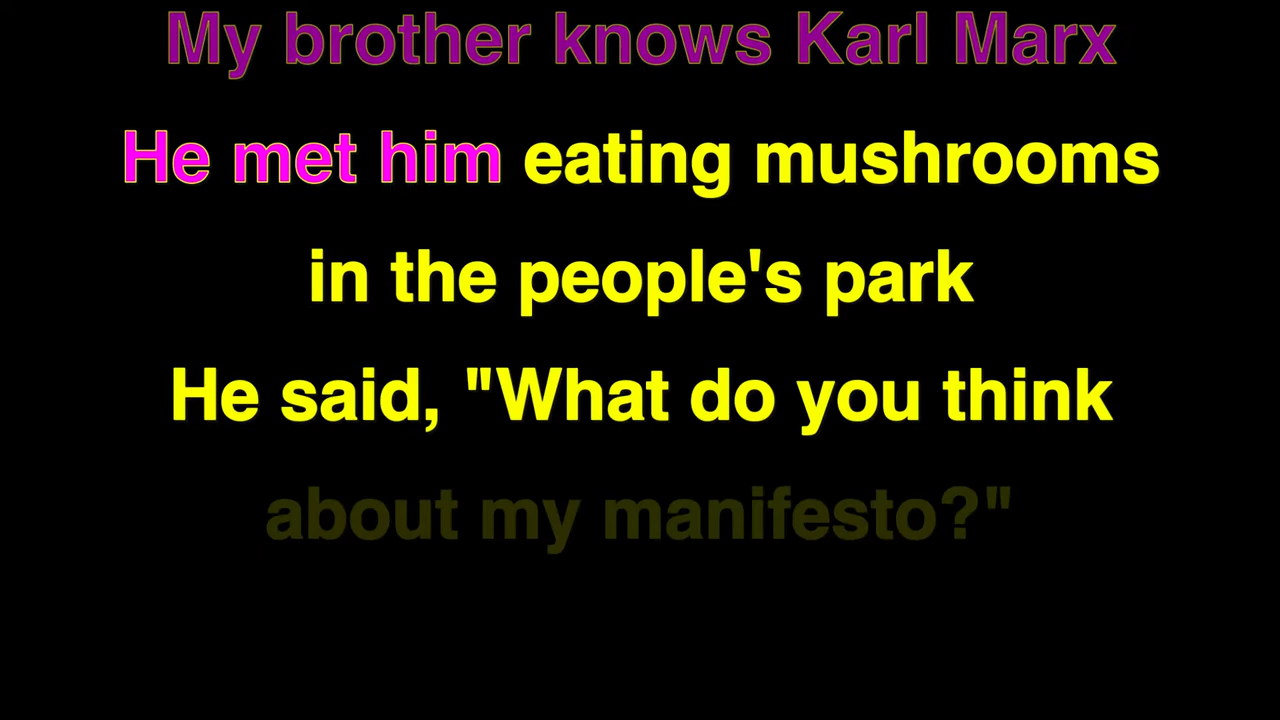 My brother knows Karl Marx
He met him eating mushrooms
in the people's park
He said, "What do you think
about my manifesto?"